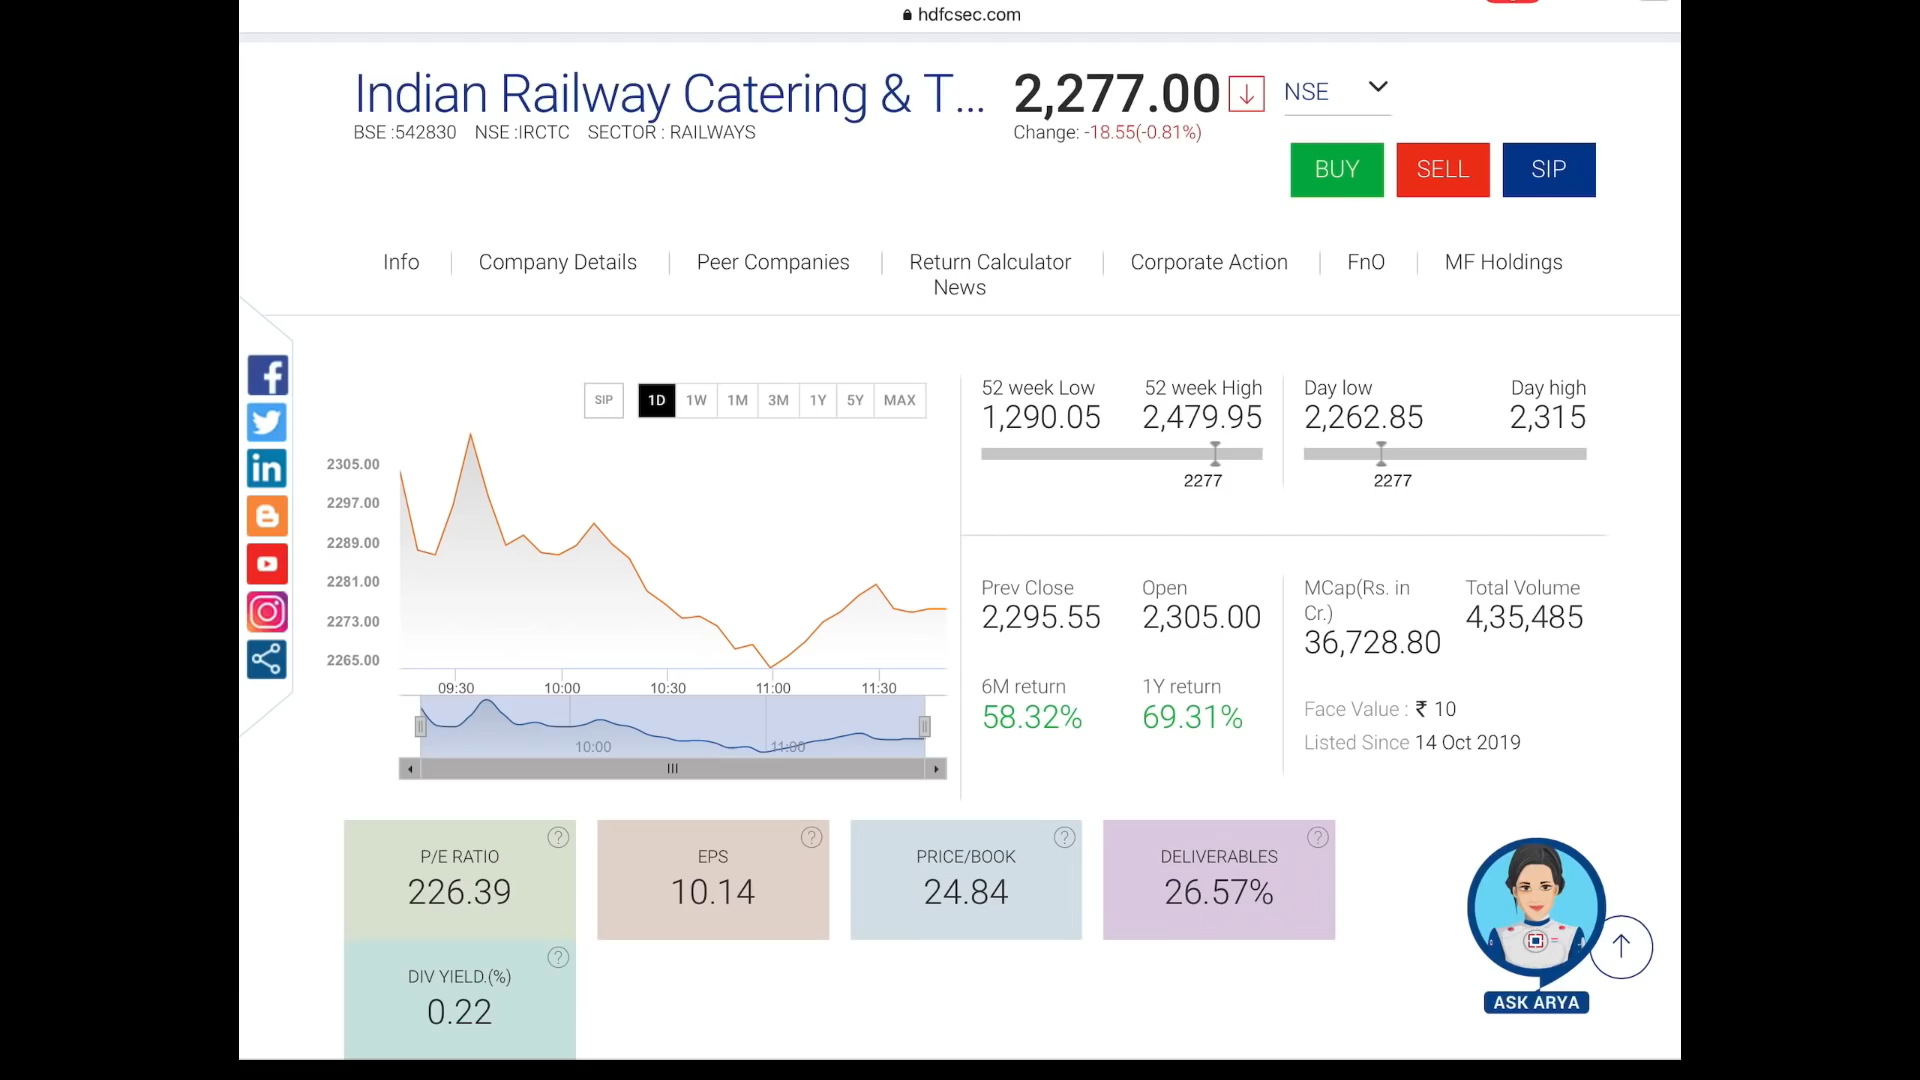 hdfcsec.com
Indian Railway Catering & T... 2,277.00 NSE
BSE :542830 NSE :IRCTC SECTOR : RAILWAYS Change: -18.55(-0.81%)
BUY SELL SIP
Info Company Details Peer Companies Return Calculator Corporate Action FnO MF Holdings
News
SIP 1D 1W 1M 3M 1Y 5Y MAX
2305.00
2297.00
2289.00
2281.00
2273.00
2265.00
09:30 10:00 10:30 11:00 11:30
10:00 11:00
52 week Low 52 week High Day low Day high
1,290.05 2,479.95 2,262.85 2,315
2277 2277
Prev Close Open MCap(Rs. in Total Volume
Cr.)
2,295.55 2,305.00 36,728.80 4,35,485
6M return 1Y return
58.32% 69.31%
Face Value : ₹ 10
Listed Since 14 Oct 2019
P/E RATIO EPS PRICE/BOOK DELIVERABLES
226.39 10.14 24.84 26.57%
DIV YIELD.(%)
0.22
ASK ARYA